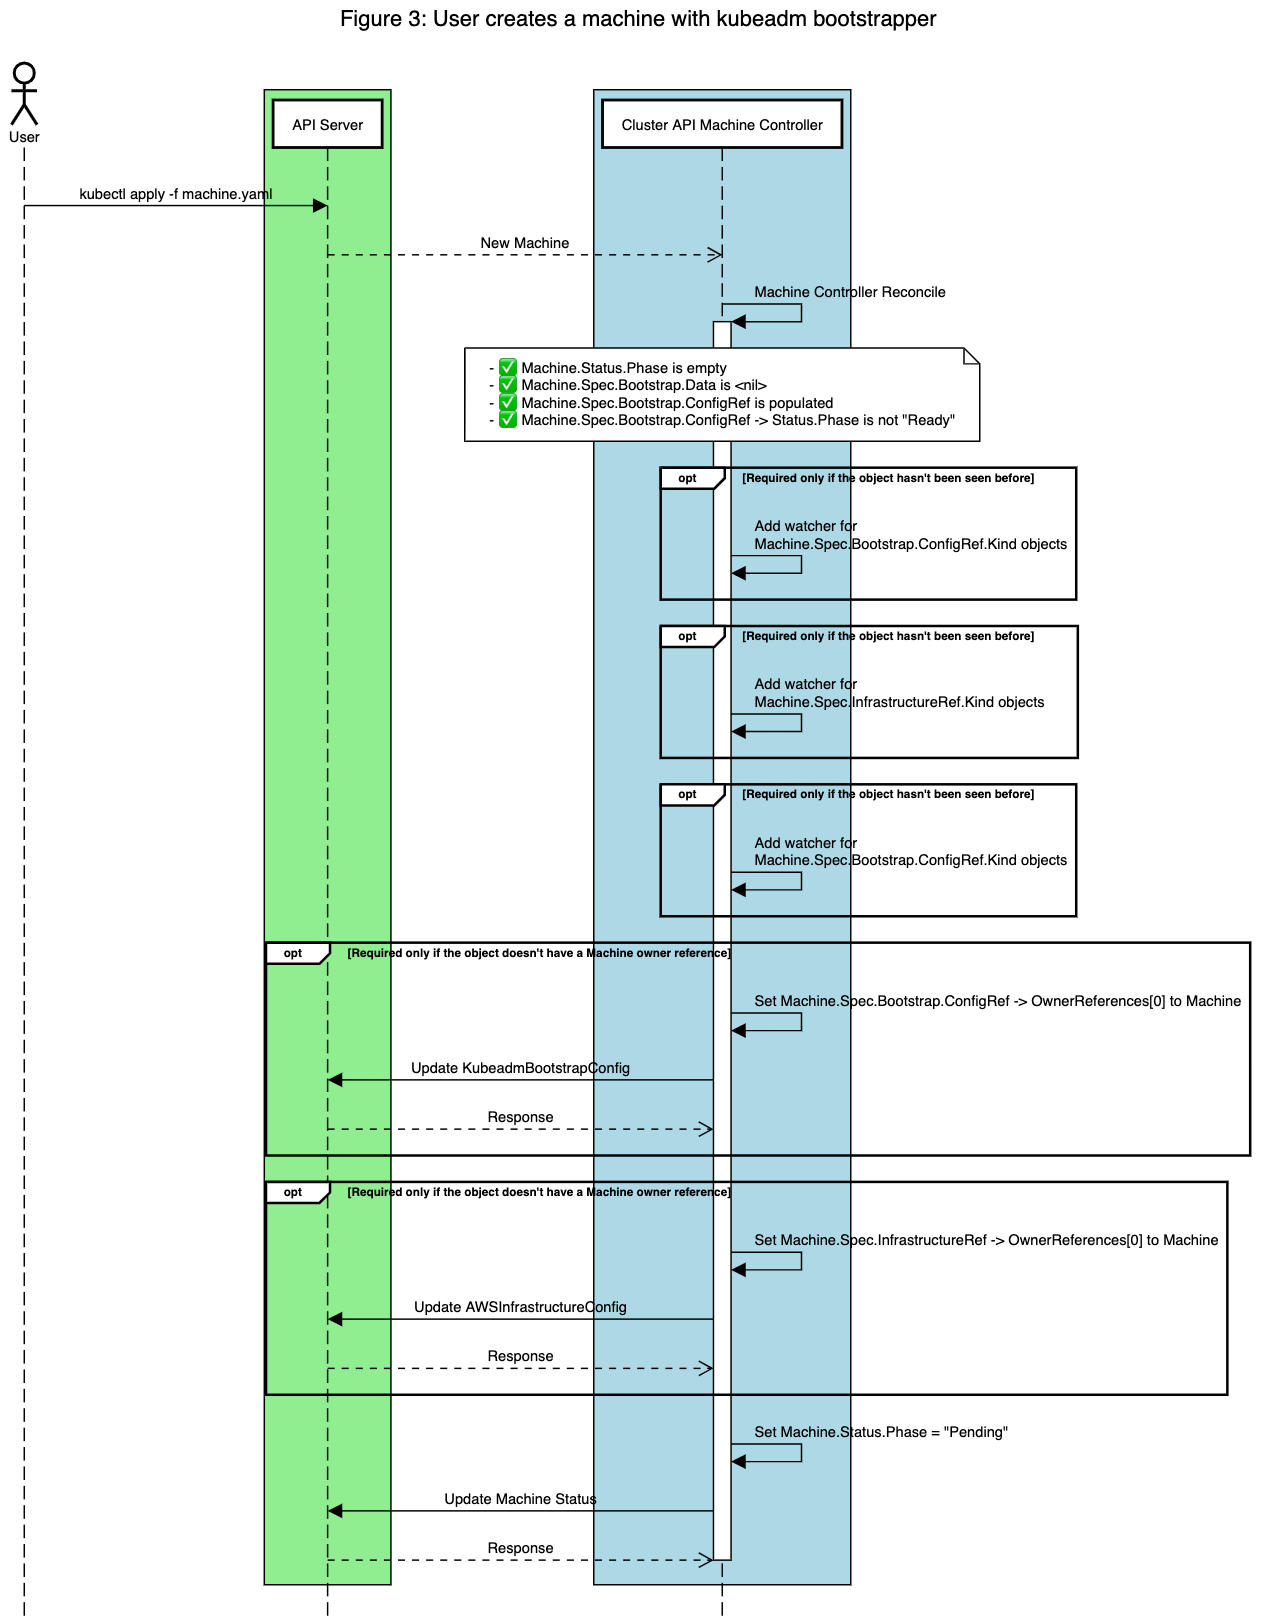 Figure 3: User creates a machine with kubeadm bootstrapper
User
API Server
Cluster API Machine Controller
kubectl apply -f machine.yaml
New Machine
Machine Controller Reconcile
- ✅ Machine.Status.Phase is empty
- ✅ Machine.Spec.Bootstrap.Data is <nil>
- ✅ Machine.Spec.Bootstrap.ConfigRef is populated
- ✅ Machine.Spec.Bootstrap.ConfigRef -> Status.Phase is not "Ready"
opt [Required only if the object hasn't been seen before]
Add watcher for
Machine.Spec.Bootstrap.ConfigRef.Kind objects
opt [Required only if the object hasn't been seen before]
Add watcher for
Machine.Spec.InfrastructureRef.Kind objects
opt [Required only if the object hasn't been seen before]
Add watcher for
Machine.Spec.Bootstrap.ConfigRef.Kind objects
opt [Required only if the object doesn't have a Machine owner reference]
Set Machine.Spec.Bootstrap.ConfigRef -> OwnerReferences[0] to Machine
Update KubeadmBootstrapConfig
Response
opt [Required only if the object doesn't have a Machine owner reference]
Set Machine.Spec.InfrastructureRef -> OwnerReferences[0] to Machine
Update AWSInfrastructureConfig
Response
Set Machine.Status.Phase = "Pending"
Update Machine Status
Response